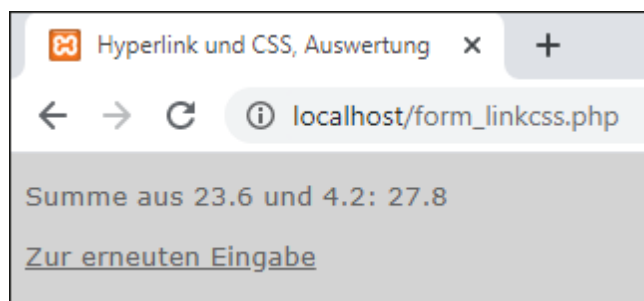 Hyperlink und CSS, Auswertung
localhost/form_linkcss.php
Summe aus 23.6 und 4.2: 27.8
Zur erneuten Eingabe